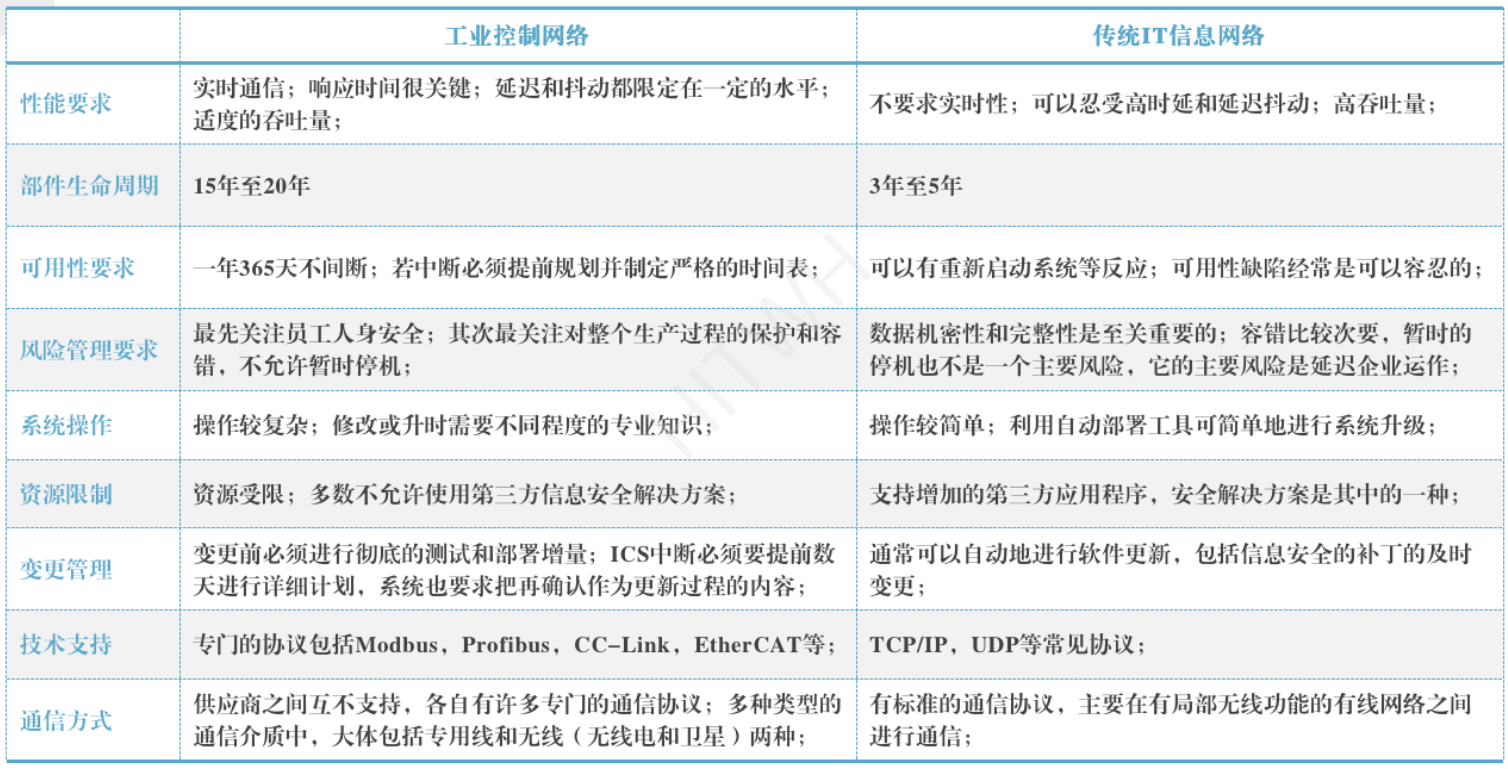 工业控制网络
传统IT信息网络
性能要求
实时通信；响应时间很关键；延迟和抖动都限定在一定的水平；
适度的吞吐量；
不要求实时性；可以忍受高时延和延迟抖动；高吞吐量；
部件生命周期
15年至20年
3年至5年
可用性要求
一年365天不间断；若中断必须提前规划并制定严格的时间表；
可以有重新启动系统等反应；可用性缺陷经常是可以容忍的；
风险管理要求
最先关注员工人身安全；其次最关注对整个生产过程的保护和容
错，不允许暂时停机；
数据机密性和完整性是至关重要的；容错比较次要，暂时的
停机也不是一个主要风险，它的主要风险是延迟企业运作；
系统操作
操作较复杂；修改或升时需要不同程度的专业知识；
操作较简单；利用自动部署工具可简单地进行系统升级；
资源限制
资源受限；多数不允许使用第三方信息安全解决方案；
支持增加的第三方应用程序，安全解决方案是其中的一种；
变更管理
变更前必须进行彻底的测试和部署增量；ICS中断必须要提前数
天进行详细计划，系统也要求把再确认作为更新过程的内容；
通常可以自动地进行软件更新，包括信息安全的补丁的及时
变更；
技术支持
专门的协议包括Modbus，Profibus，CC-Link，EtherCAT等；
TCP/IP，UDP等常见协议；
通信方式
供应商之间互不支持，各自有许多专门的通信协议；多种类型的
通信介质中，大体包括专用线和无线（无线电和卫星）两种；
有标准的通信协议，主要在有局部无线功能的有线网络之间
进行通信；
HITWH